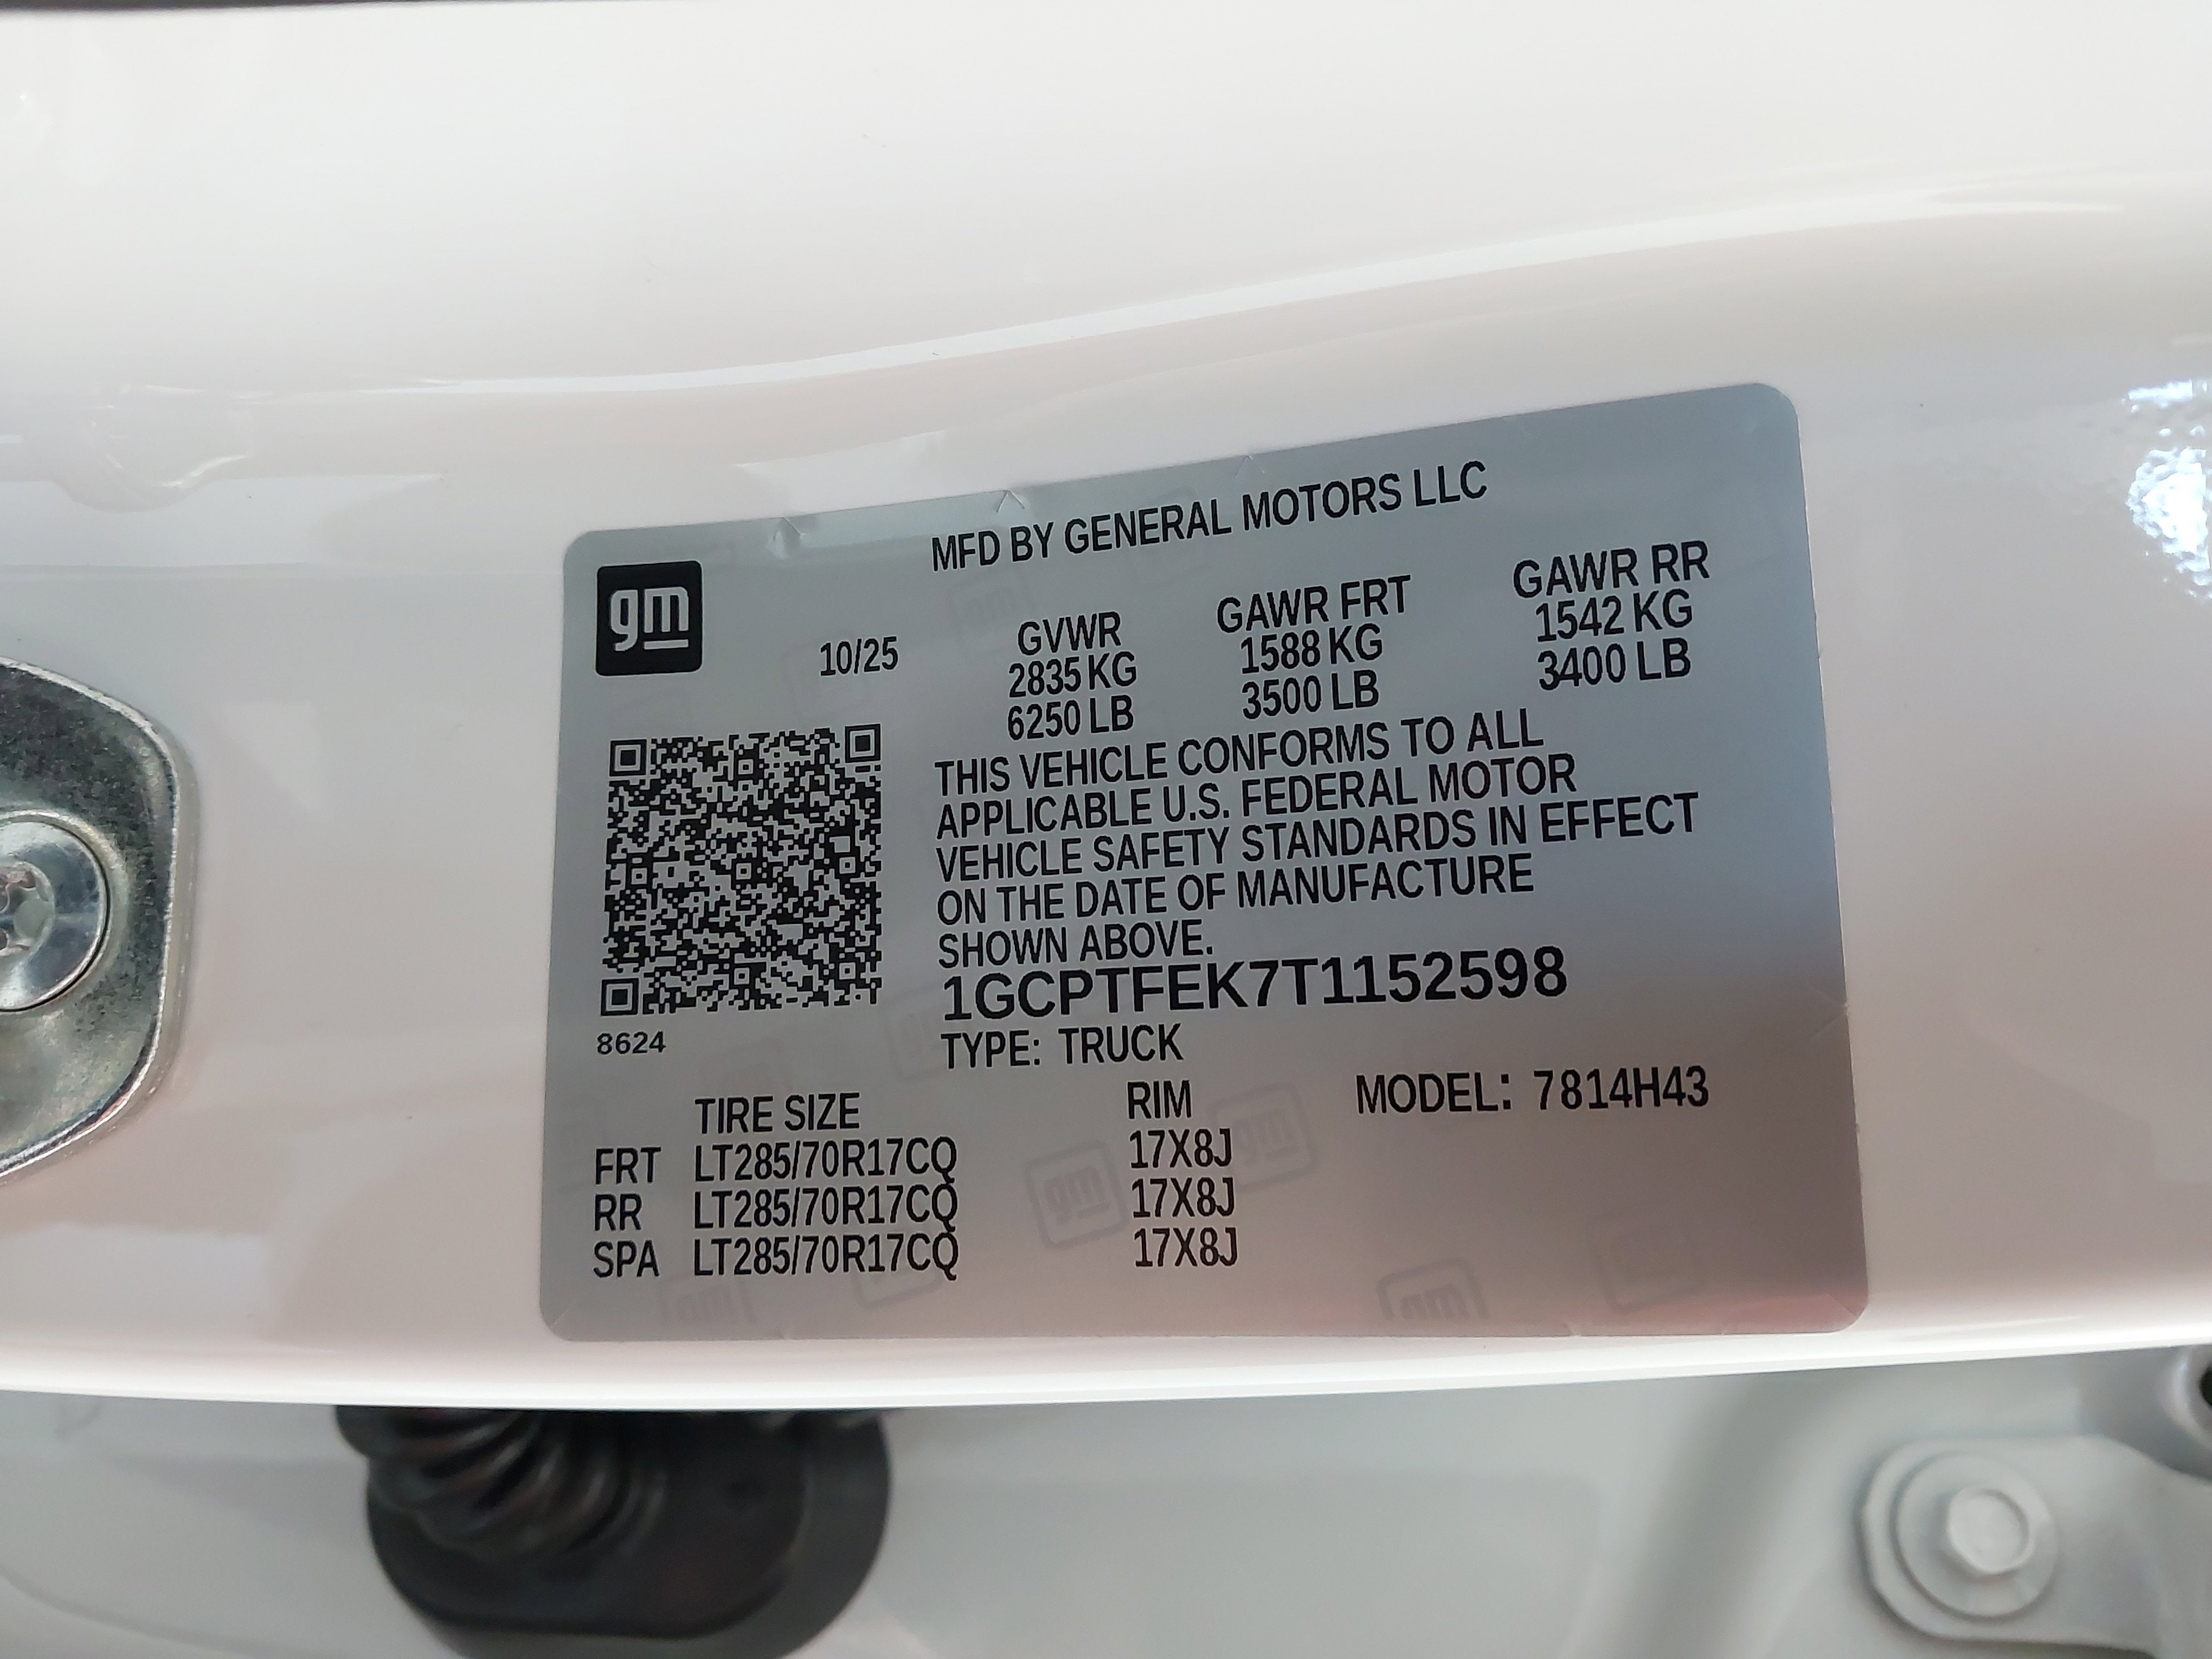 MFD BY GENERAL MOTORS LLC
gm
10/25
GVWR GAWR FRT GAWR RR
2835 KG 1588 KG 1542 KG
6250 LB 3500 LB 3400 LB
THIS VEHICLE CONFORMS TO ALL
APPLICABLE U.S. FEDERAL MOTOR
VEHICLE SAFETY STANDARDS IN EFFECT
ON THE DATE OF MANUFACTURE
SHOWN ABOVE.
1GCPTFEK7T1152598
8624
TYPE: TRUCK
MODEL: 7814H43
TIRE SIZE RIM
FRT LT285/70R17CQ 17X8J
RR LT285/70R17CQ 17X8J
SPA LT285/70R17CQ 17X8J